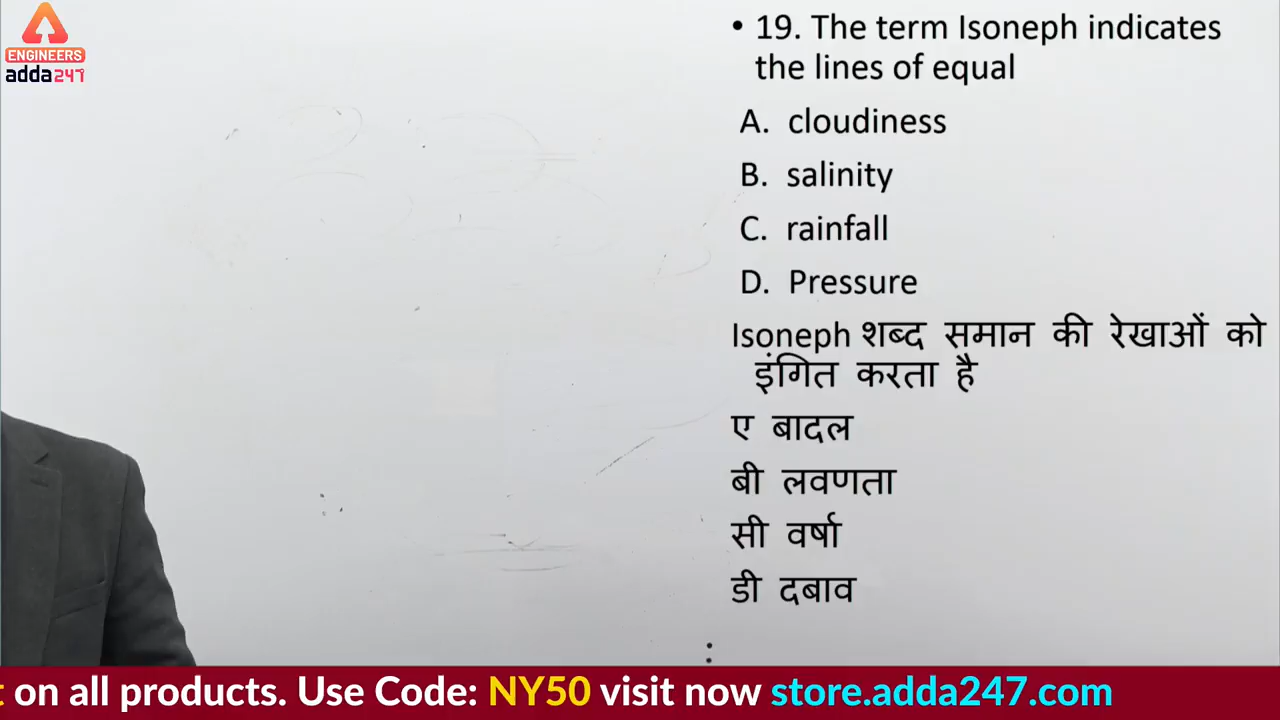 ENGINEERS
adda247
• 19. The term Isoneph indicates
the lines of equal
A. cloudiness
B. salinity
C. rainfall
D. Pressure
Isoneph शब्द समान की रेखाओं को
इंगित करता है
ए बादल
बी लवणता
सी वर्षा
डी दबाव
on all products. Use Code: NY50 visit now store.adda247.com